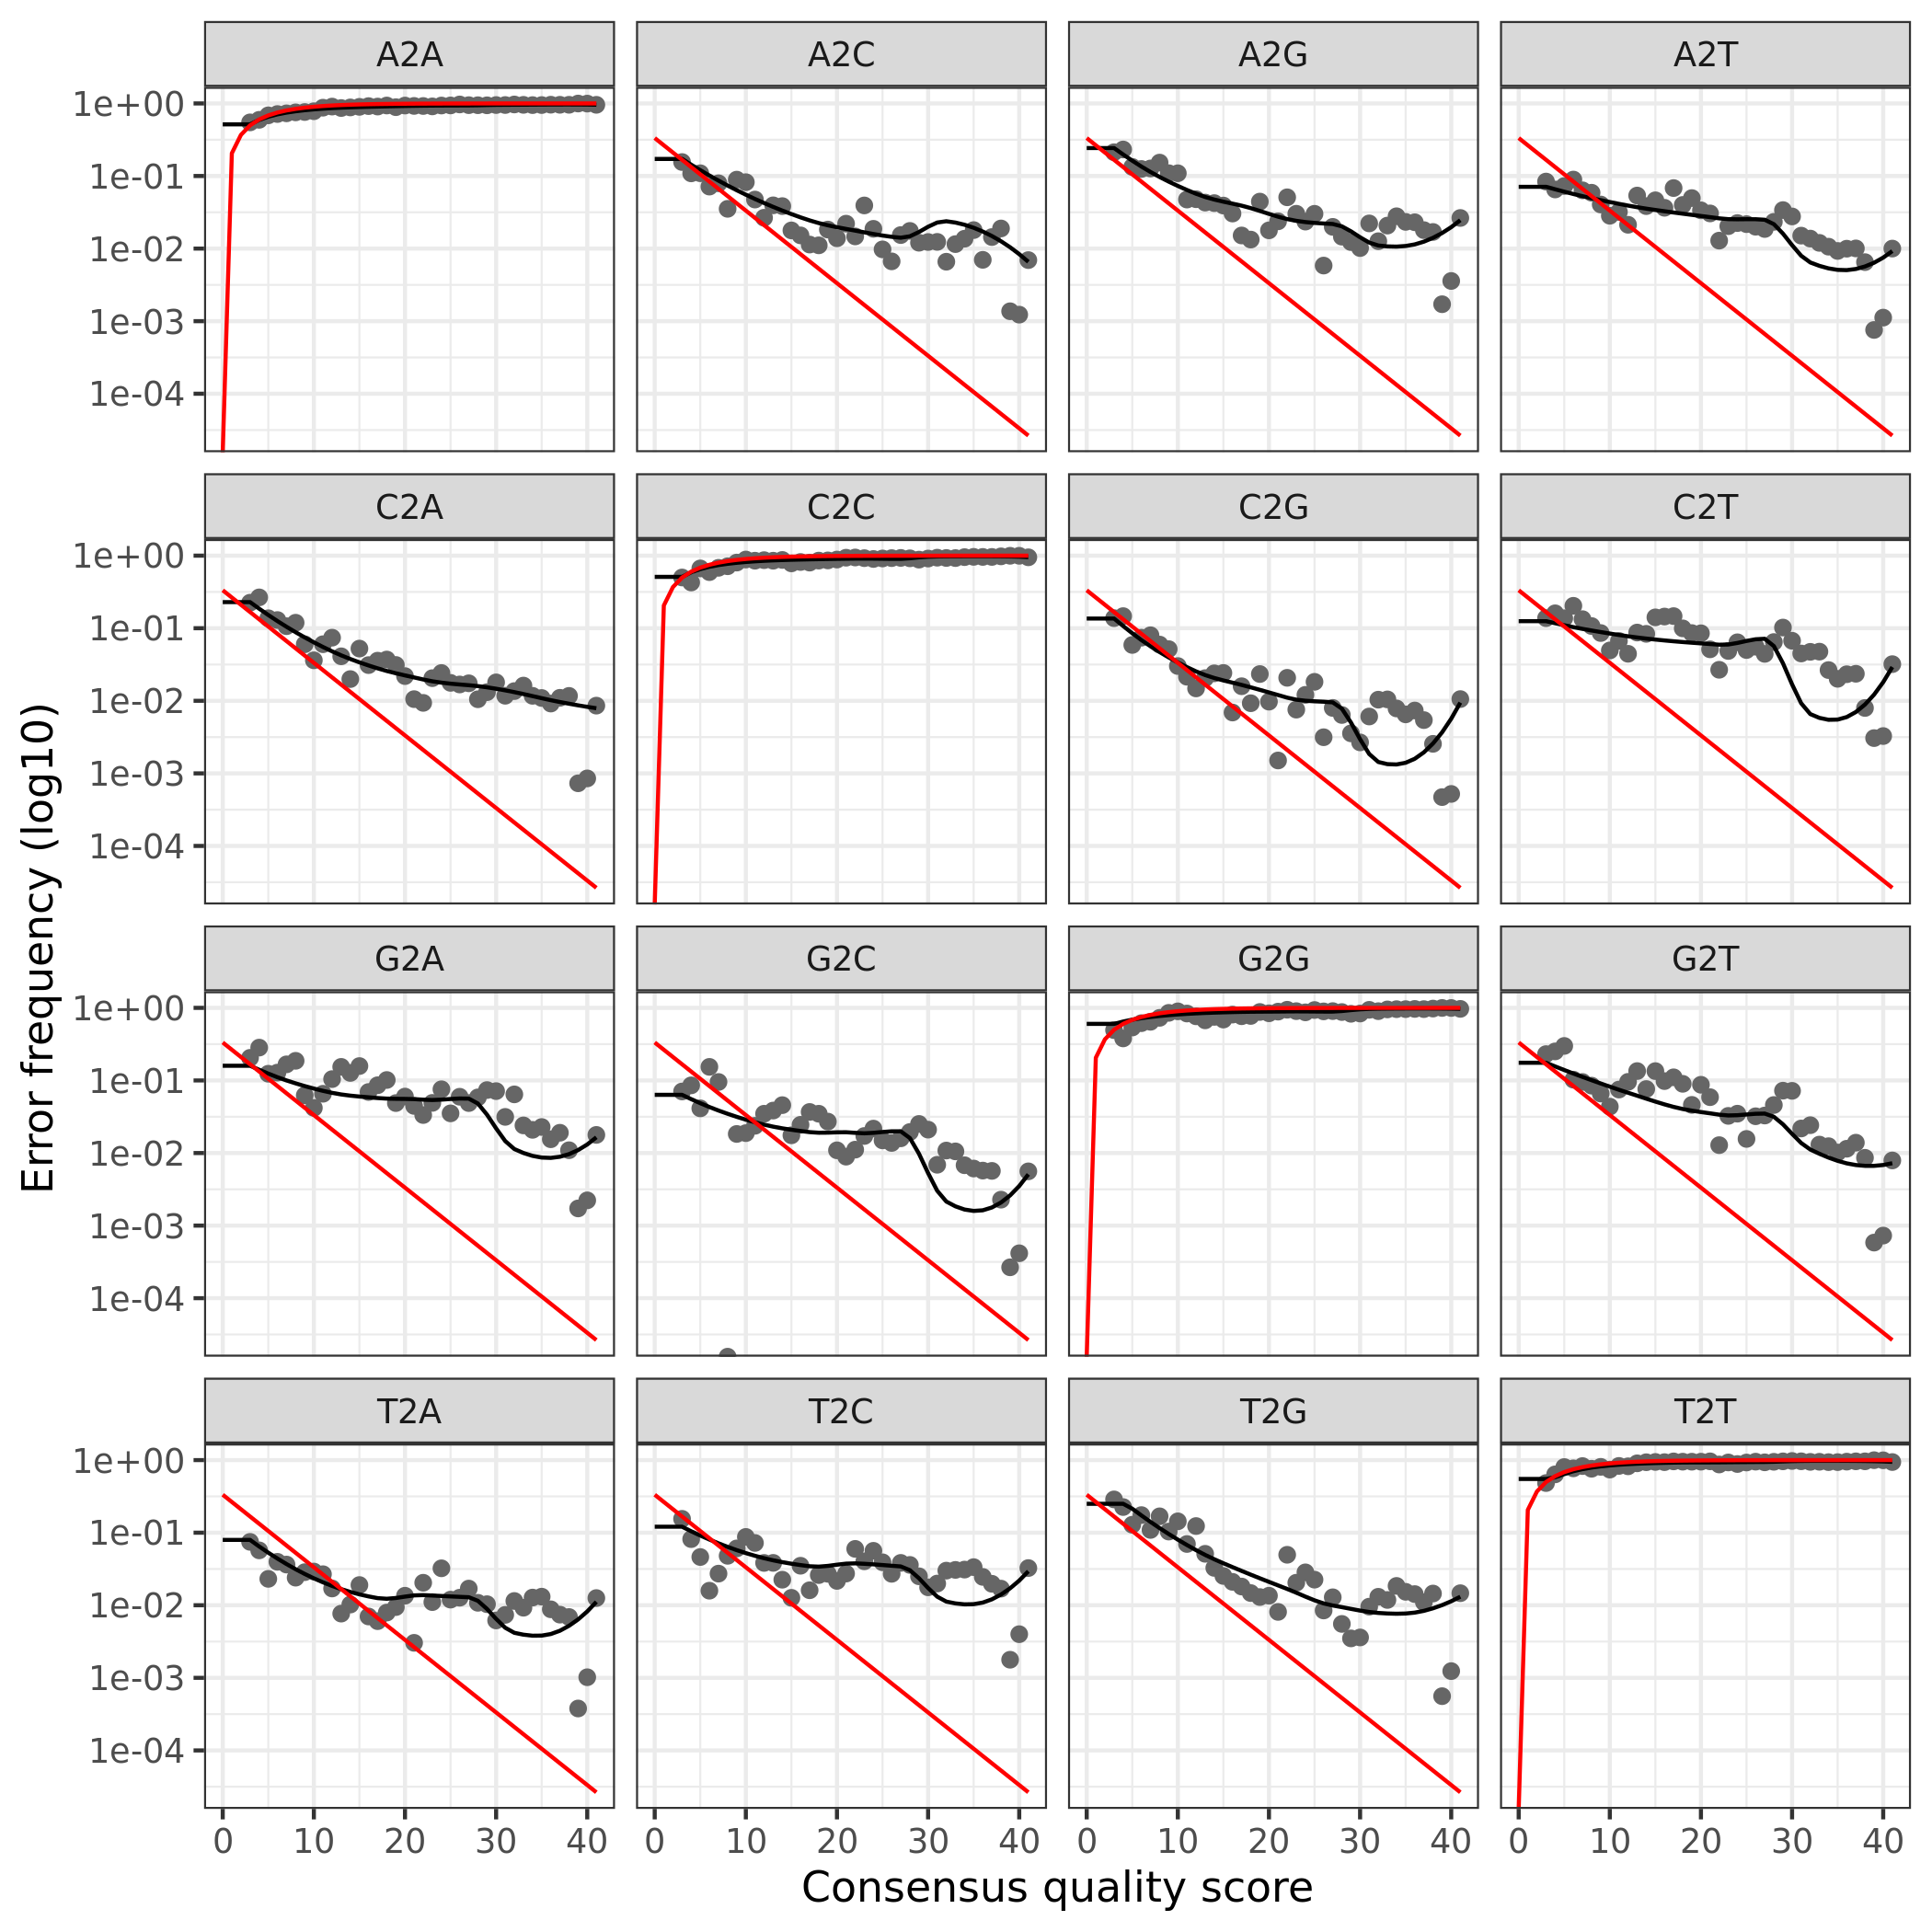 A2A A2C A2G A2T
1e+00
1e-01
1e-02
1e-03
1e-04
C2A C2C C2G C2T
1e+00
1e-01
1e-02
1e-03
1e-04
G2A G2C G2G G2T
1e+00
1e-01
1e-02
1e-03
1e-04
T2A T2C T2G T2T
1e+00
1e-01
1e-02
1e-03
1e-04
0 10 20 30 40 0 10 20 30 40 0 10 20 30 40 0 10 20 30 40
Consensus quality score
Error frequency (log10)